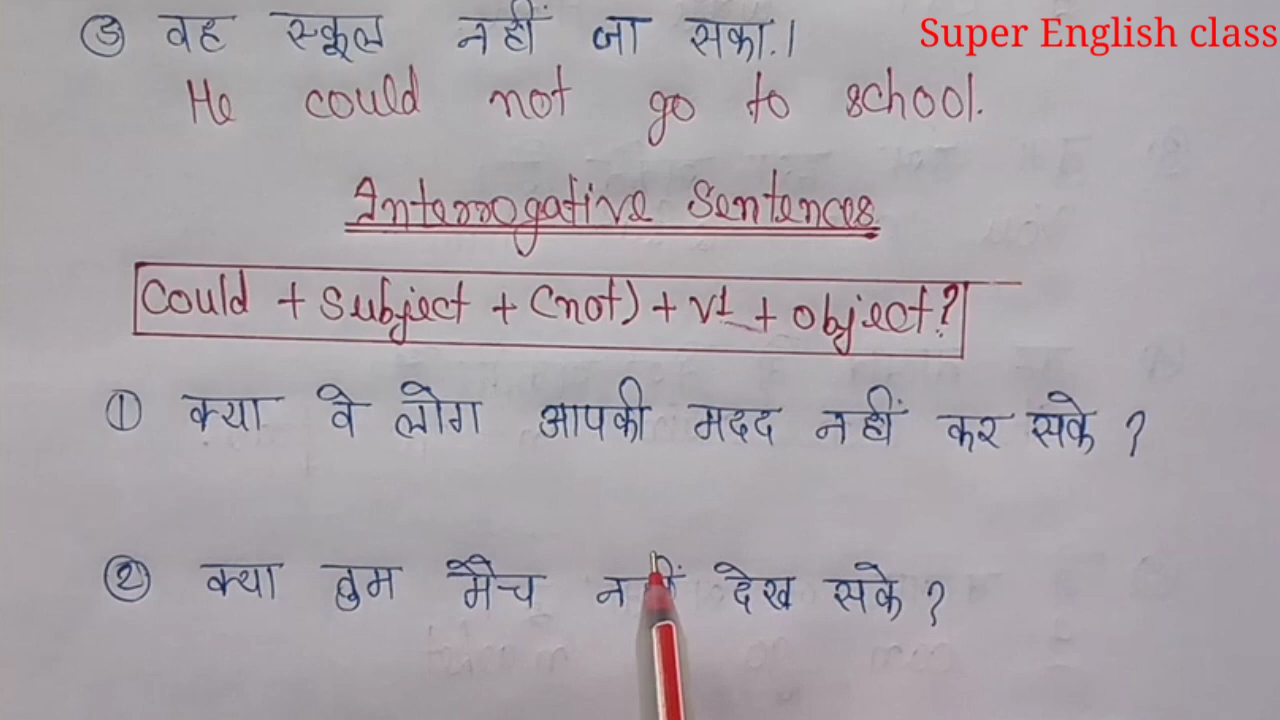 ③ वह स्कूल नहीं जा सका.।
Super English class
He could not go to school.
Interrogative Sentences
Could + Subject + (not) + V1 + object?
① क्या वे लोग आपकी मदद नहीं कर सके ?
② क्या तुम मैच नहीं देख सके ?